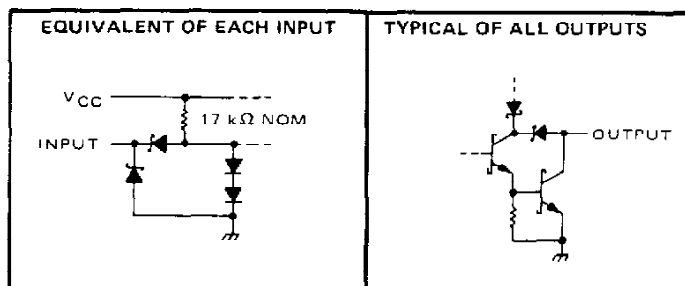 EQUIVALENT OF EACH INPUT
VCC
17 kΩ NOM
INPUT
TYPICAL OF ALL OUTPUTS
OUTPUT